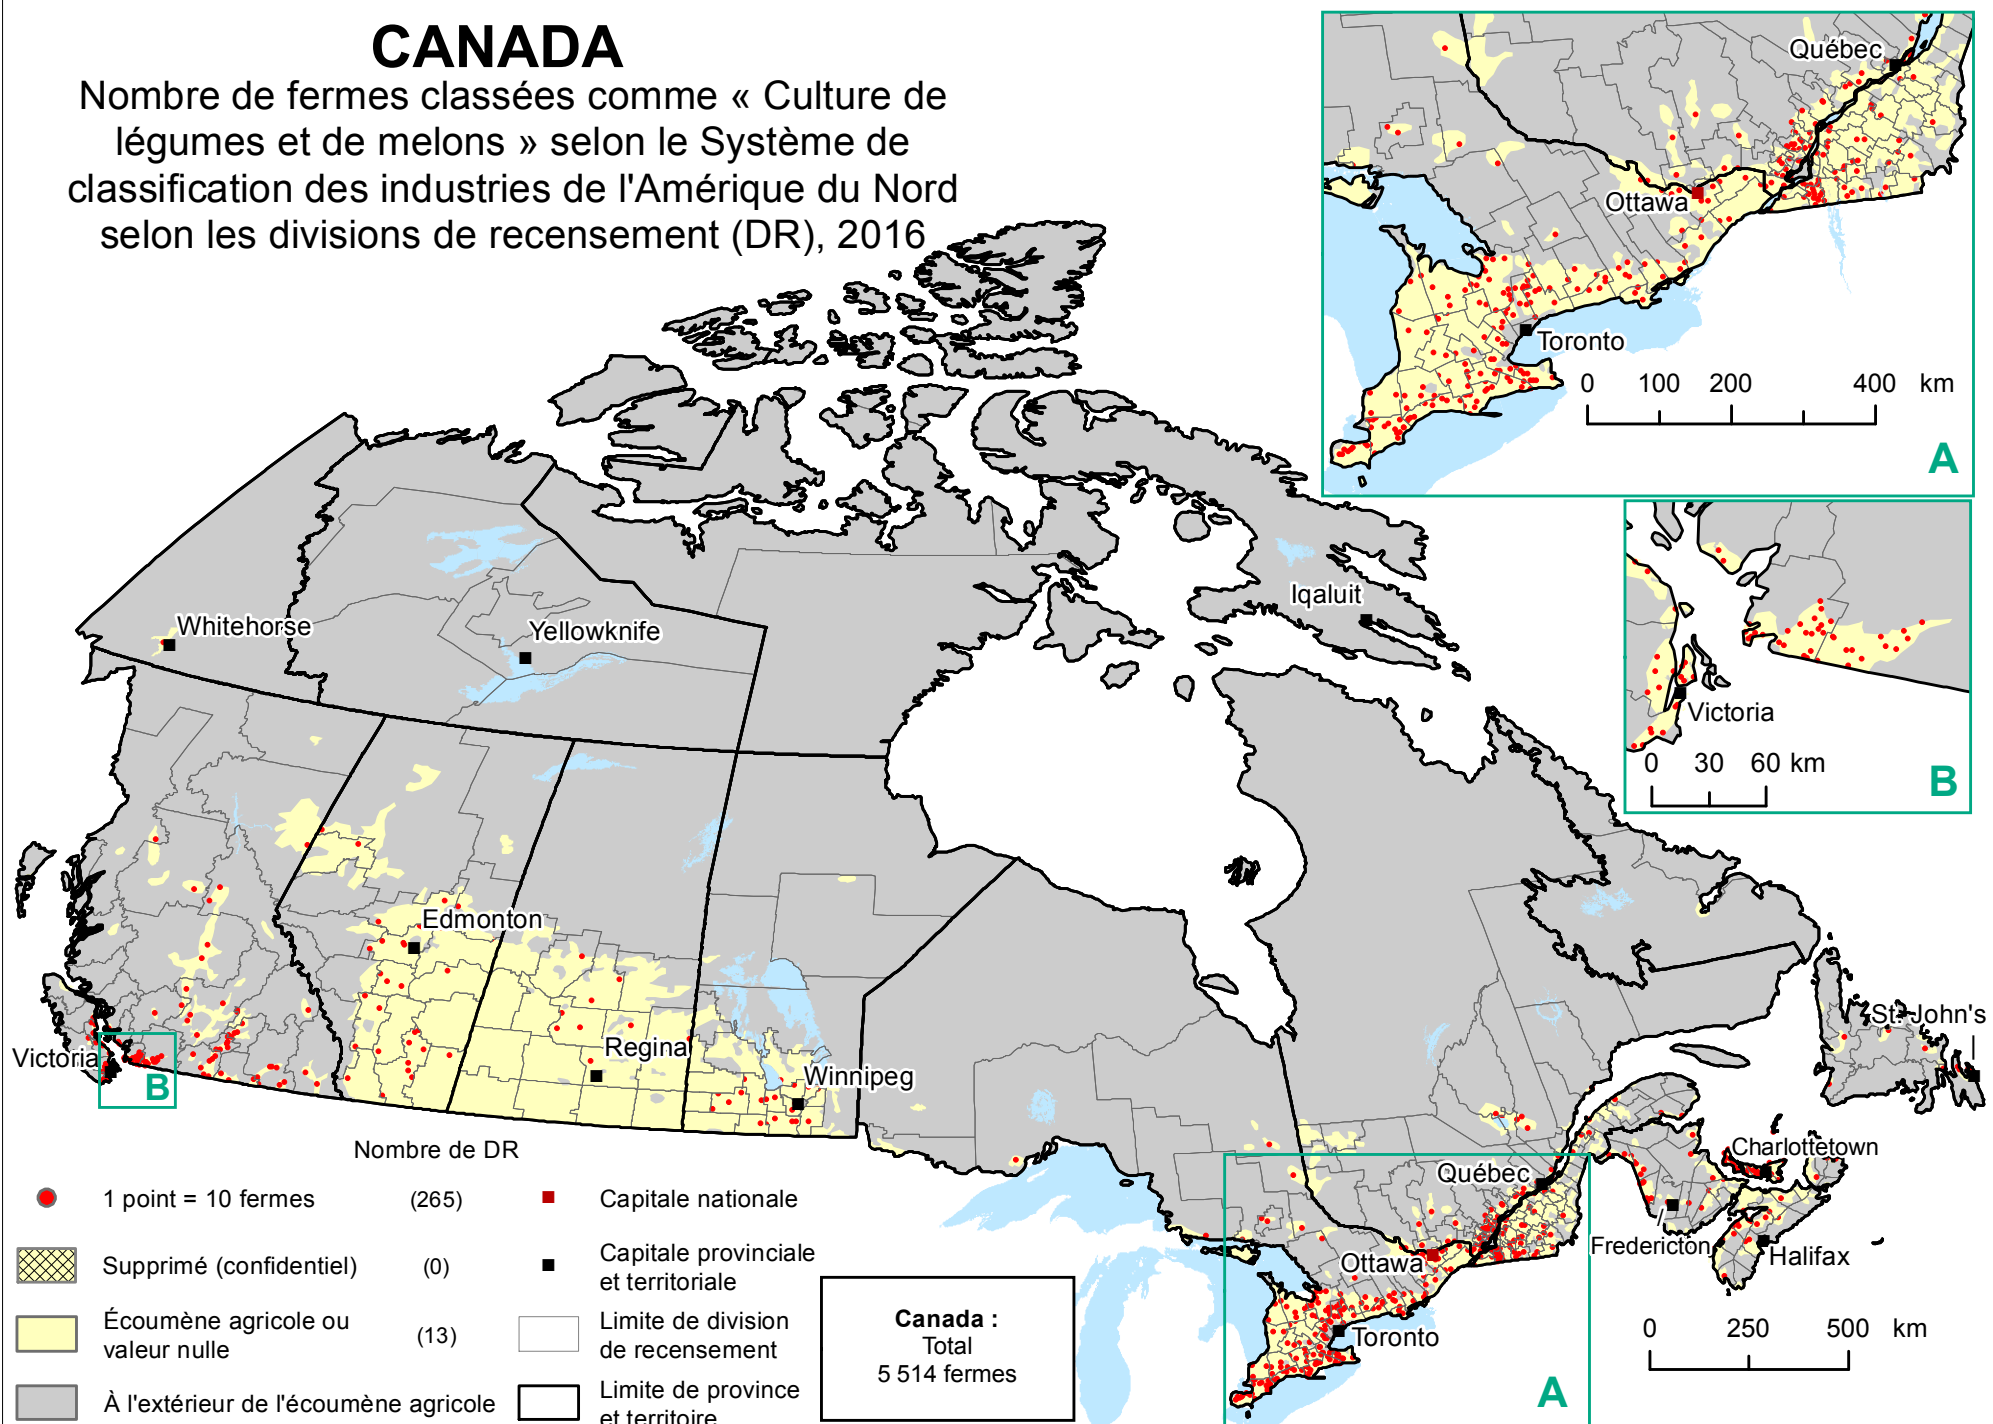 CANADA
Nombre de fermes classées comme « Culture de
légumes et de melons » selon le Système de
classification des industries de l'Amérique du Nord
selon les divisions de recensement (DR), 2016
Québec
Ottawa
Toronto
0 100 200 400 km
A
Victoria
0 30 60 km
B
Whitehorse
Yellowknife
Iqaluit
Edmonton
Regina
Winnipeg
Victoria
B
St. John's
Charlottetown
Québec
Fredericton
Halifax
Ottawa
Toronto
A
0 250 500 km
Nombre de DR
1 point = 10 fermes (265)
Supprimé (confidentiel) (0)
Écoumène agricole ou
valeur nulle (13)
À l'extérieur de l'écoumène agricole
Capitale nationale
Capitale provinciale
et territoriale
Limite de division
de recensement
Limite de province
et territoire
Canada :
Total
5 514 fermes